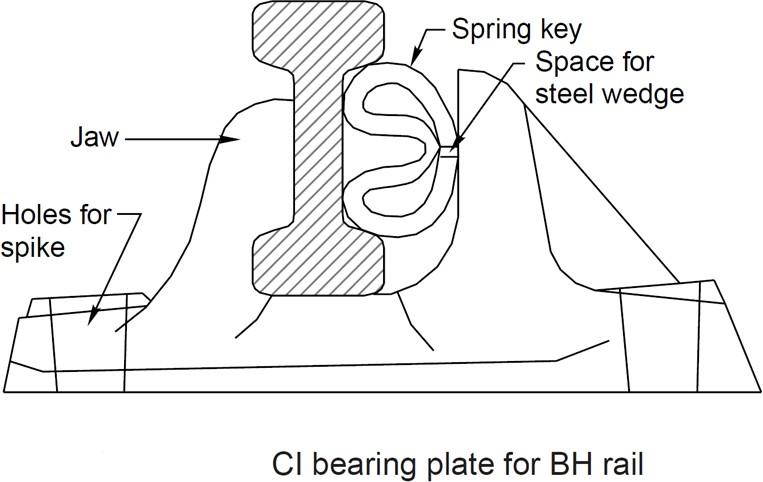 Spring key
Space for
steel wedge
Jaw
Holes for
spike
CI bearing plate for BH rail